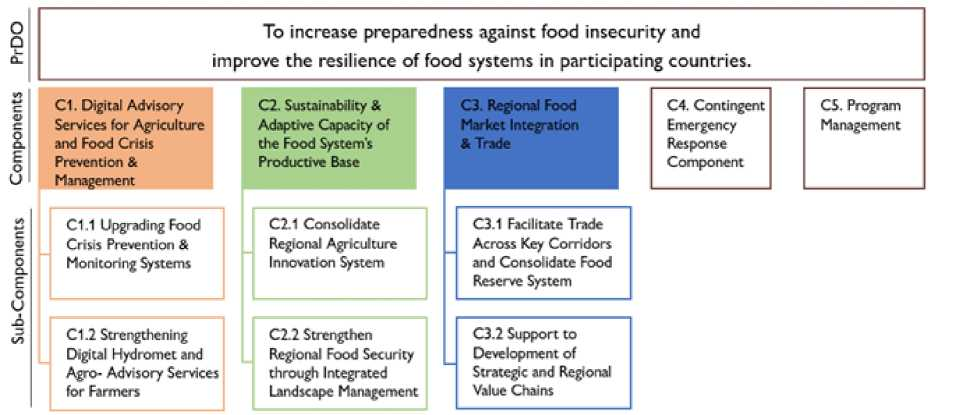 PrDO
To increase preparedness against food insecurity and
improve the resilience of food systems in participating countries.
Components
C1. Digital Advisory
Services for Agriculture
and Food Crisis
Prevention &
Management
C2. Sustainability &
Adaptive Capacity of
the Food System's
Productive Base
C3. Regional Food
Market Integration
& Trade
C4. Contingent
Emergency
Response
Component
C5. Program
Management
Sub-Components
C1.1 Upgrading Food
Crisis Prevention &
Monitoring Systems
C2.1 Consolidate
Regional Agriculture
Innovation System
C3.1 Facilitate Trade
Across Key Corridors
and Consolidate Food
Reserve System
C1.2 Strengthening
Digital Hydromet and
Agro- Advisory Services
for Farmers
C2.2 Strengthen
Regional Food Security
through Integrated
Landscape Management
C3.2 Support to
Development of
Strategic and Regional
Value Chains